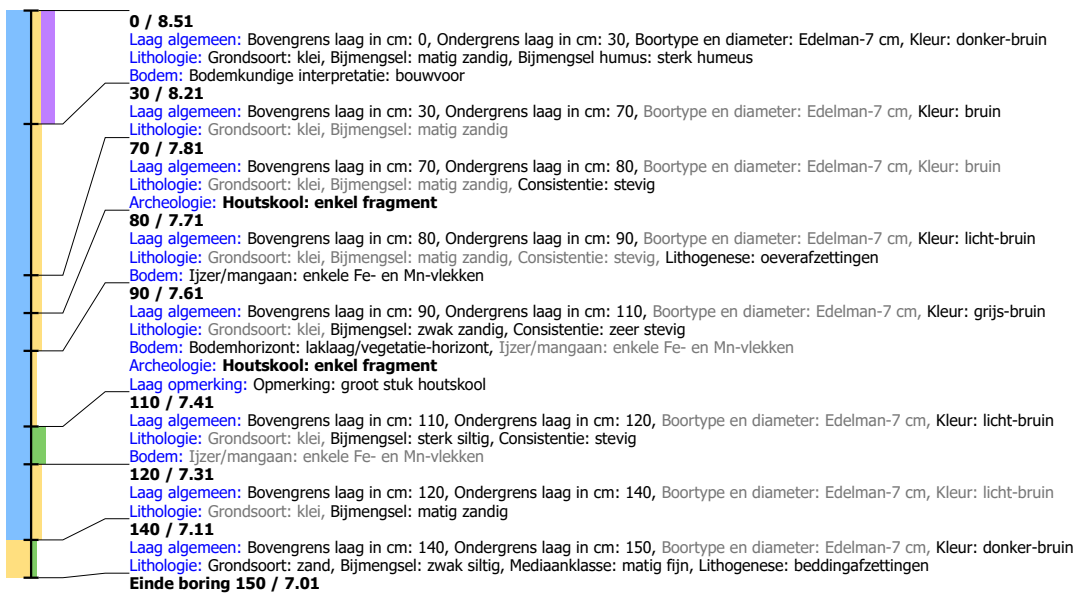 0 / 8.51
Laag algemeen: Bovengrens laag in cm: 0, Ondergrens laag in cm: 30, Boortype en diameter: Edelman-7 cm, Kleur: donker-bruin
Lithologie: Grondsoort: klei, Bijmengsel: matig zandig, Bijmengsel humus: sterk humeus
Bodem: Bodemkundige interpretatie: bouwvoor
30 / 8.21
Laag algemeen: Bovengrens laag in cm: 30, Ondergrens laag in cm: 70, Boortype en diameter: Edelman-7 cm, Kleur: bruin
Lithologie: Grondsoort: klei, Bijmengsel: matig zandig
70 / 7.81
Laag algemeen: Bovengrens laag in cm: 70, Ondergrens laag in cm: 80, Boortype en diameter: Edelman-7 cm, Kleur: bruin
Lithologie: Grondsoort: klei, Bijmengsel: matig zandig, Consistentie: stevig
Archeologie: Houtskool: enkel fragment
80 / 7.71
Laag algemeen: Bovengrens laag in cm: 80, Ondergrens laag in cm: 90, Boortype en diameter: Edelman-7 cm, Kleur: licht-bruin
Lithologie: Grondsoort: klei, Bijmengsel: matig zandig, Consistentie: stevig, Lithogenese: oeverafzettingen
Bodem: Ijzer/mangaan: enkele Fe- en Mn-vlekken
90 / 7.61
Laag algemeen: Bovengrens laag in cm: 90, Ondergrens laag in cm: 110, Boortype en diameter: Edelman-7 cm, Kleur: grijs-bruin
Lithologie: Grondsoort: klei, Bijmengsel: zwak zandig, Consistentie: zeer stevig
Bodem: Bodemhorizont: laklaag/vegetatie-horizont, Ijzer/mangaan: enkele Fe- en Mn-vlekken
Archeologie: Houtskool: enkel fragment
Laag opmerking: Opmerking: groot stuk houtskool
110 / 7.41
Laag algemeen: Bovengrens laag in cm: 110, Ondergrens laag in cm: 120, Boortype en diameter: Edelman-7 cm, Kleur: licht-bruin
Lithologie: Grondsoort: klei, Bijmengsel: sterk siltig, Consistentie: stevig
Bodem: Ijzer/mangaan: enkele Fe- en Mn-vlekken
120 / 7.31
Laag algemeen: Bovengrens laag in cm: 120, Ondergrens laag in cm: 140, Boortype en diameter: Edelman-7 cm, Kleur: licht-bruin
Lithologie: Grondsoort: klei, Bijmengsel: matig zandig
140 / 7.11
Laag algemeen: Bovengrens laag in cm: 140, Ondergrens laag in cm: 150, Boortype en diameter: Edelman-7 cm, Kleur: donker-bruin
Lithologie: Grondsoort: zand, Bijmengsel: zwak siltig, Mediaanklasse: matig fijn, Lithogenese: beddingafzettingen
Einde boring 150 / 7.01